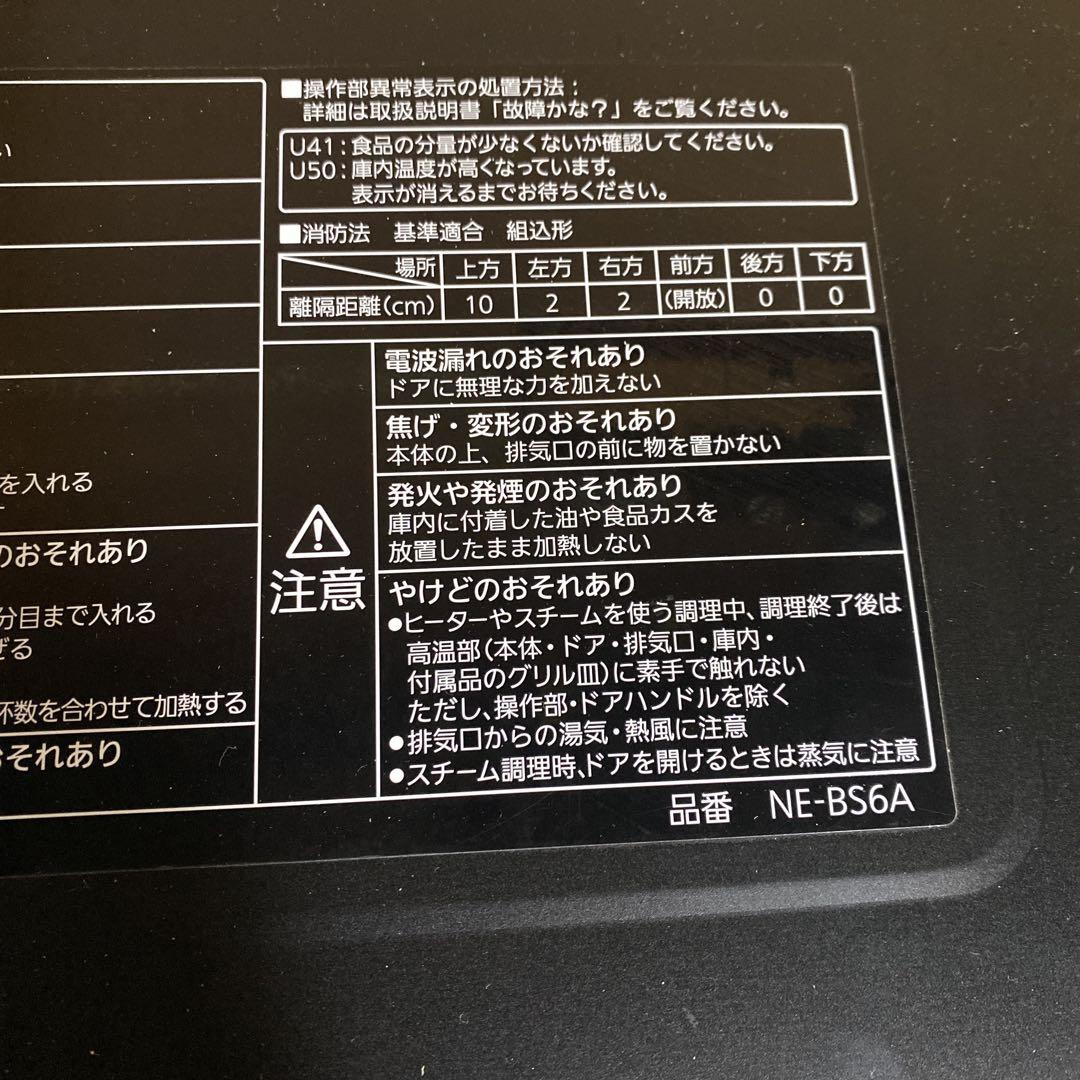 い
を入れる
のおそれあり
分目まで入れる
ぜる
杯数を合わせて加熱する
おそれあり
■操作部異常表示の処置方法：
詳細は取扱説明書「故障かな？」をご覧ください。
U41：食品の分量が少なくないか確認してください。
U50：庫内温度が高くなっています。
表示が消えるまでお待ちください。
■消防法 基準適合 組込形
場所 上方 左方 右方 前方 後方 下方
離隔距離(cm) 10 2 2 (開放) 0 0
注意
電波漏れのおそれあり
ドアに無理な力を加えない
焦げ・変形のおそれあり
本体の上、排気口の前に物を置かない
発火や発煙のおそれあり
庫内に付着した油や食品カスを
放置したまま加熱しない
やけどのおそれあり
●ヒーターやスチームを使う調理中、調理終了後は
高温部(本体・ドア・排気口・庫内・
付属品のグリル皿)に素手で触れない
ただし、操作部・ドアハンドルを除く
●排気口からの湯気・熱風に注意
●スチーム調理時、ドアを開けるときは蒸気に注意
品番 NE-BS6A